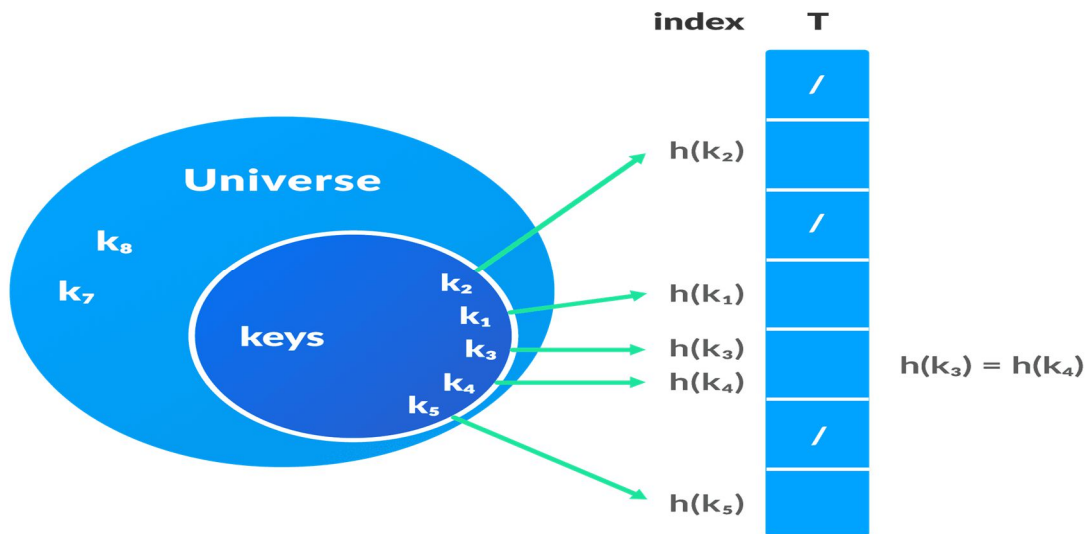 index T
/
h(k₂)
Universe
/
k₈
k₂
k₇
h(k₁)
k₁
keys
k₃
h(k₃)
h(k₃) = h(k₄)
k₄
h(k₄)
k₅
/
h(k₅)